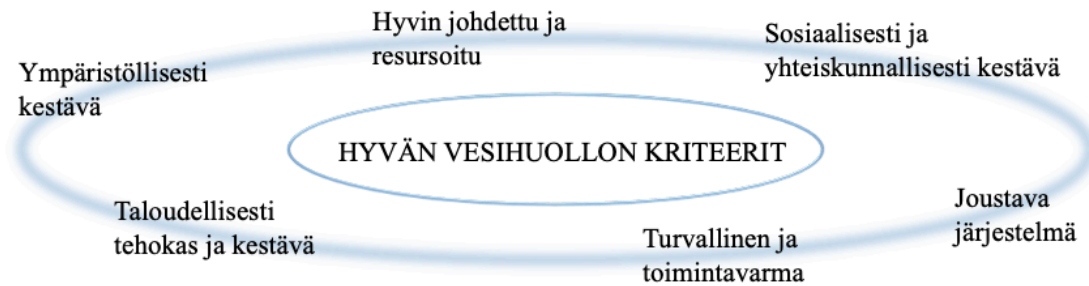 Hyvin johdettu ja
resursoitu
Sosiaalisesti ja
yhteiskunnallisesti kestävä
Ympäristöllisesti
kestävä
HYVÄN VESIHUOLLON KRITEERIT
Taloudellisesti
tehokas ja kestävä
Turvallinen ja
toimintavarma
Joustava
järjestelmä